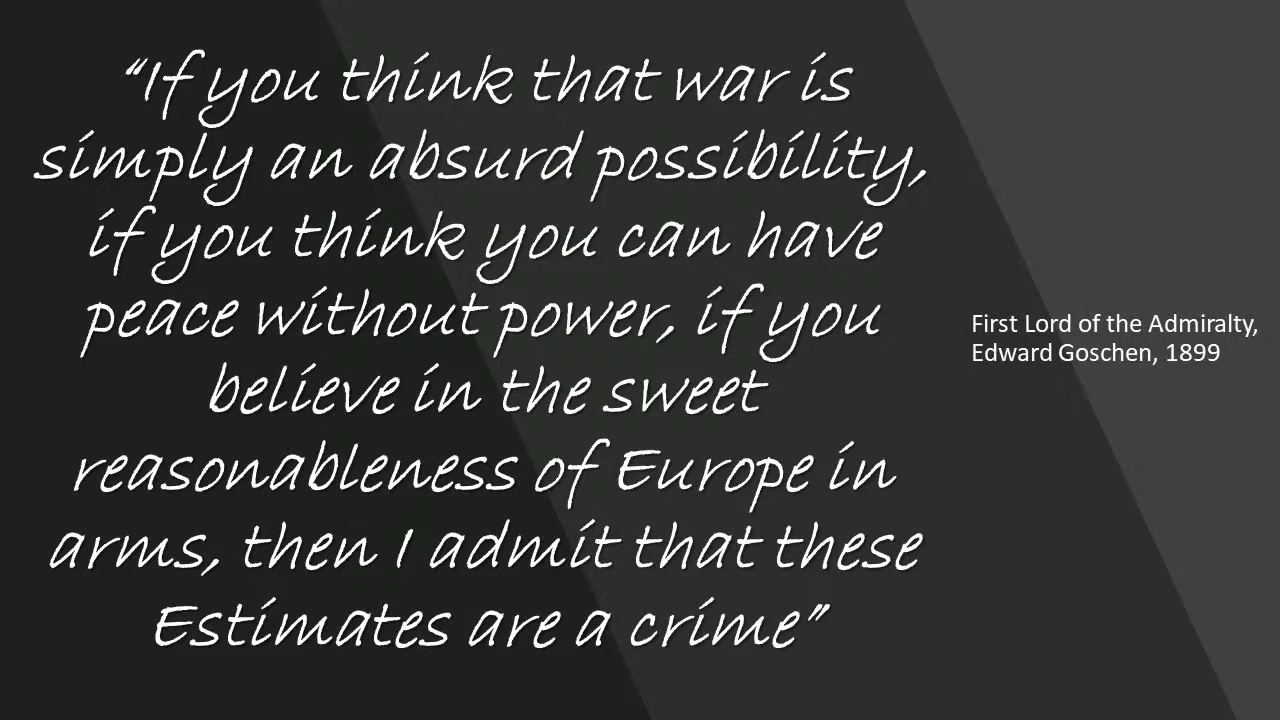 “If you think that war is
simply an absurd possibility,
if you think you can have
peace without power, if you
believe in the sweet
reasonableness of Europe in
arms, then I admit that these
Estimates are a crime”
First Lord of the Admiralty,
Edward Goschen, 1899